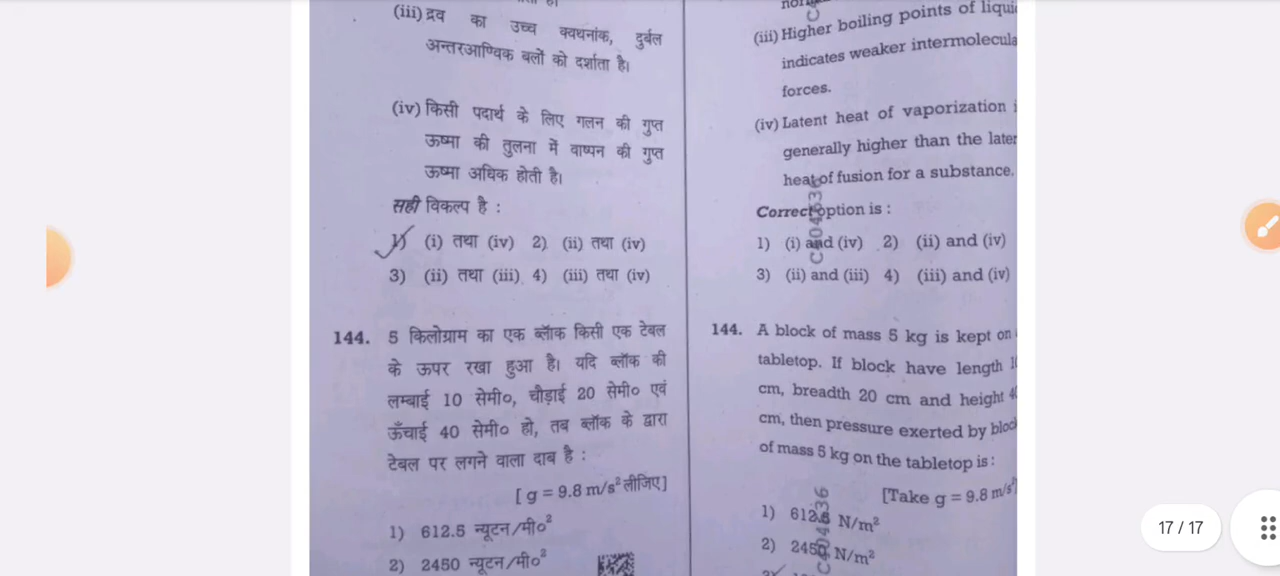 (iii) द्रव का उच्च क्वथनांक, दुर्बल
अन्तरआण्विक बलों को दर्शाता है।
(iv) किसी पदार्थ के लिए गलन की गुप्त
ऊष्मा की तुलना में वाष्पन की गुप्त
ऊष्मा अधिक होती है।
सही विकल्प है :
1) (i) तथा (iv) 2) (ii) तथा (iv)
3) (ii) तथा (iii) 4) (iii) तथा (iv)
144. 5 किलोग्राम का एक ब्लॉक किसी एक टेबल
के ऊपर रखा हुआ है। यदि ब्लॉक की
लम्बाई 10 सेमी०, चौड़ाई 20 सेमी० एवं
ऊँचाई 40 सेमी० हो, तब ब्लॉक के द्वारा
टेबल पर लगने वाला दाब है :
[ g = 9.8 m/s² लीजिए]
1) 612.5 न्यूटन/मी०²
2) 2450 न्यूटन/मी०²
(iii) Higher boiling points of
indicates weaker
forces.
(iv) Latent heat of vaporization
generally higher than the
heat of fusion for a substance.
Correct option is :
1) (i) and (iv) 2) (ii) and (iv)
3) (ii) and (iii) 4) (iii) and (iv)
144. A block of mass 5 kg is kept on
tabletop. If block have length
cm, breadth 20 cm and height
cm, then pressure exerted by
of mass 5 kg on the tabletop is :
[Take g = 9.8 m/s²
1) 612.5 N/m²
2) 2450 N/m²
17 / 17